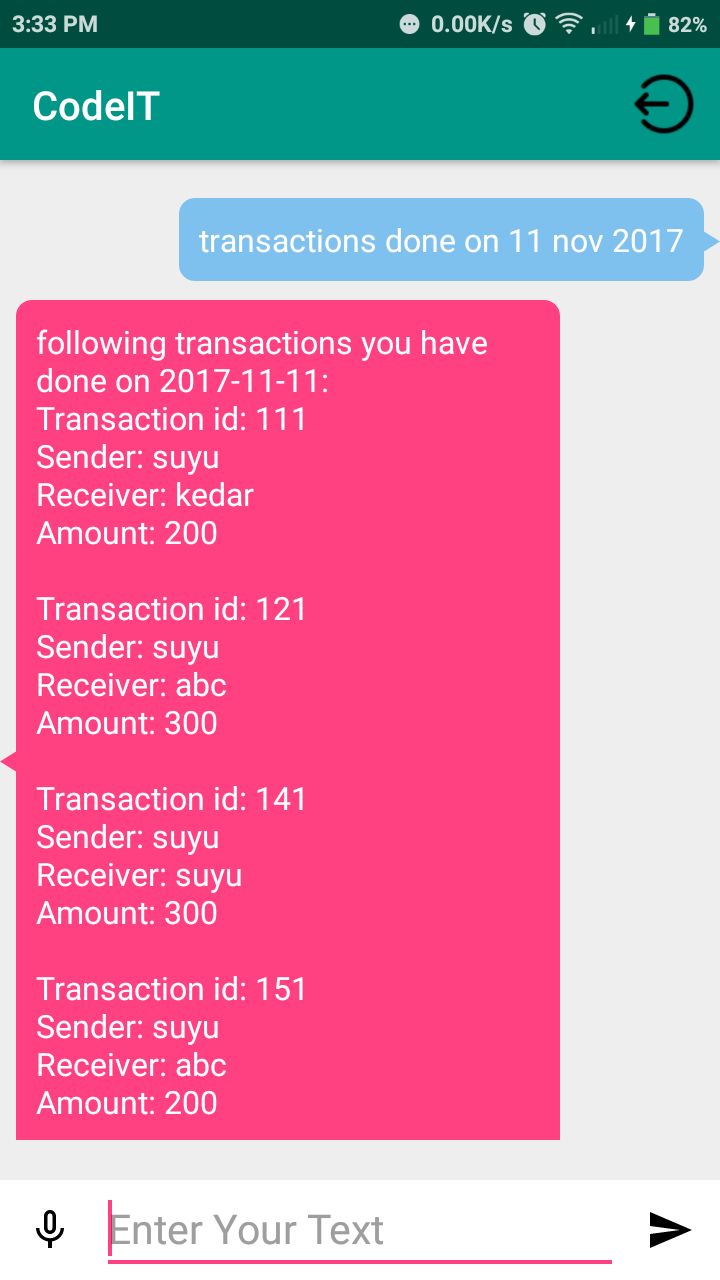 3:33 PM
0.00K/s
82%
CodeIT
transactions done on 11 nov 2017
following transactions you have
done on 2017-11-11:
Transaction id: 111
Sender: suyu
Receiver: kedar
Amount: 200
Transaction id: 121
Sender: suyu
Receiver: abc
Amount: 300
Transaction id: 141
Sender: suyu
Receiver: suyu
Amount: 300
Transaction id: 151
Sender: suyu
Receiver: abc
Amount: 200
Enter Your Text